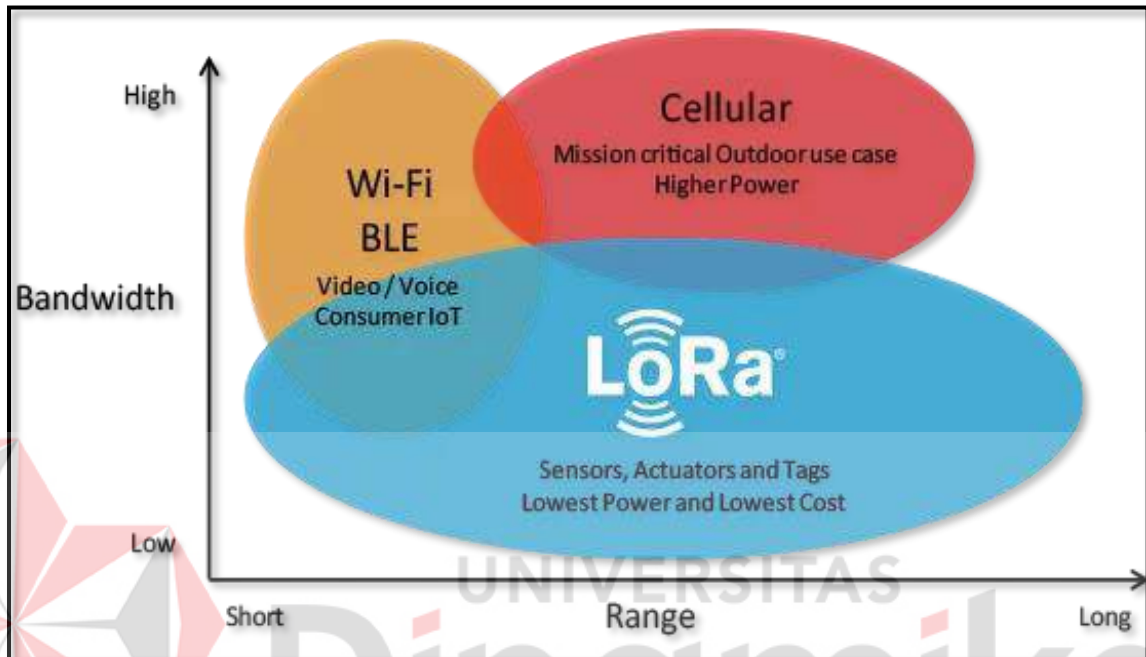 High
Cellular
Mission critical Outdoor use case
Higher Power
Wi-Fi
BLE
Video / Voice
Consumer IoT
Bandwidth
LoRa®
Sensors, Actuators and Tags
Lowest Power and Lowest Cost
Low
UNIVERSITAS
Short
Range
Long
Dinamika